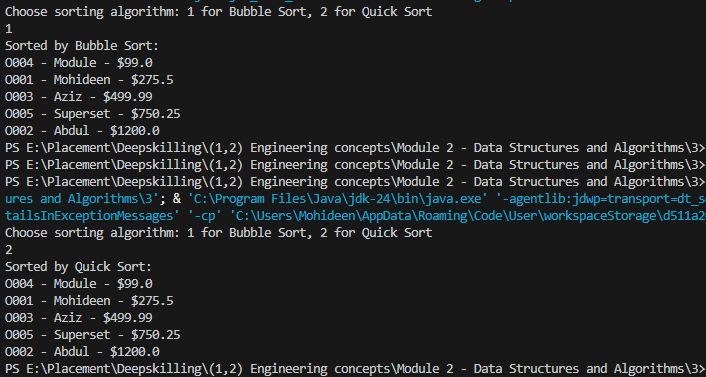 Choose sorting algorithm: 1 for Bubble Sort, 2 for Quick Sort
1
Sorted by Bubble Sort:
O004 - Module - $99.0
O001 - Mohideen - $275.5
O003 - Aziz - $499.99
O005 - Superset - $750.25
O002 - Abdul - $1200.0
PS E:\Placement\Deepskilling\(1,2) Engineering concepts\Module 2 - Data Structures and Algorithms\3>
PS E:\Placement\Deepskilling\(1,2) Engineering concepts\Module 2 - Data Structures and Algorithms\3>
PS E:\Placement\Deepskilling\(1,2) Engineering concepts\Module 2 - Data Structures and Algorithms\3>
ures and Algorithms\3'; & 'C:\Program Files\Java\jdk-24\bin\java.exe' '-agentlib:jdwp=transport=dt_s
tailsInExceptionMessages' '-cp' 'C:\Users\Mohideen\AppData\Roaming\Code\User\workspaceStorage\d511a2
Choose sorting algorithm: 1 for Bubble Sort, 2 for Quick Sort
2
Sorted by Quick Sort:
O004 - Module - $99.0
O001 - Mohideen - $275.5
O003 - Aziz - $499.99
O005 - Superset - $750.25
O002 - Abdul - $1200.0
PS E:\Placement\Deepskilling\(1,2) Engineering concepts\Module 2 - Data Structures and Algorithms\3>